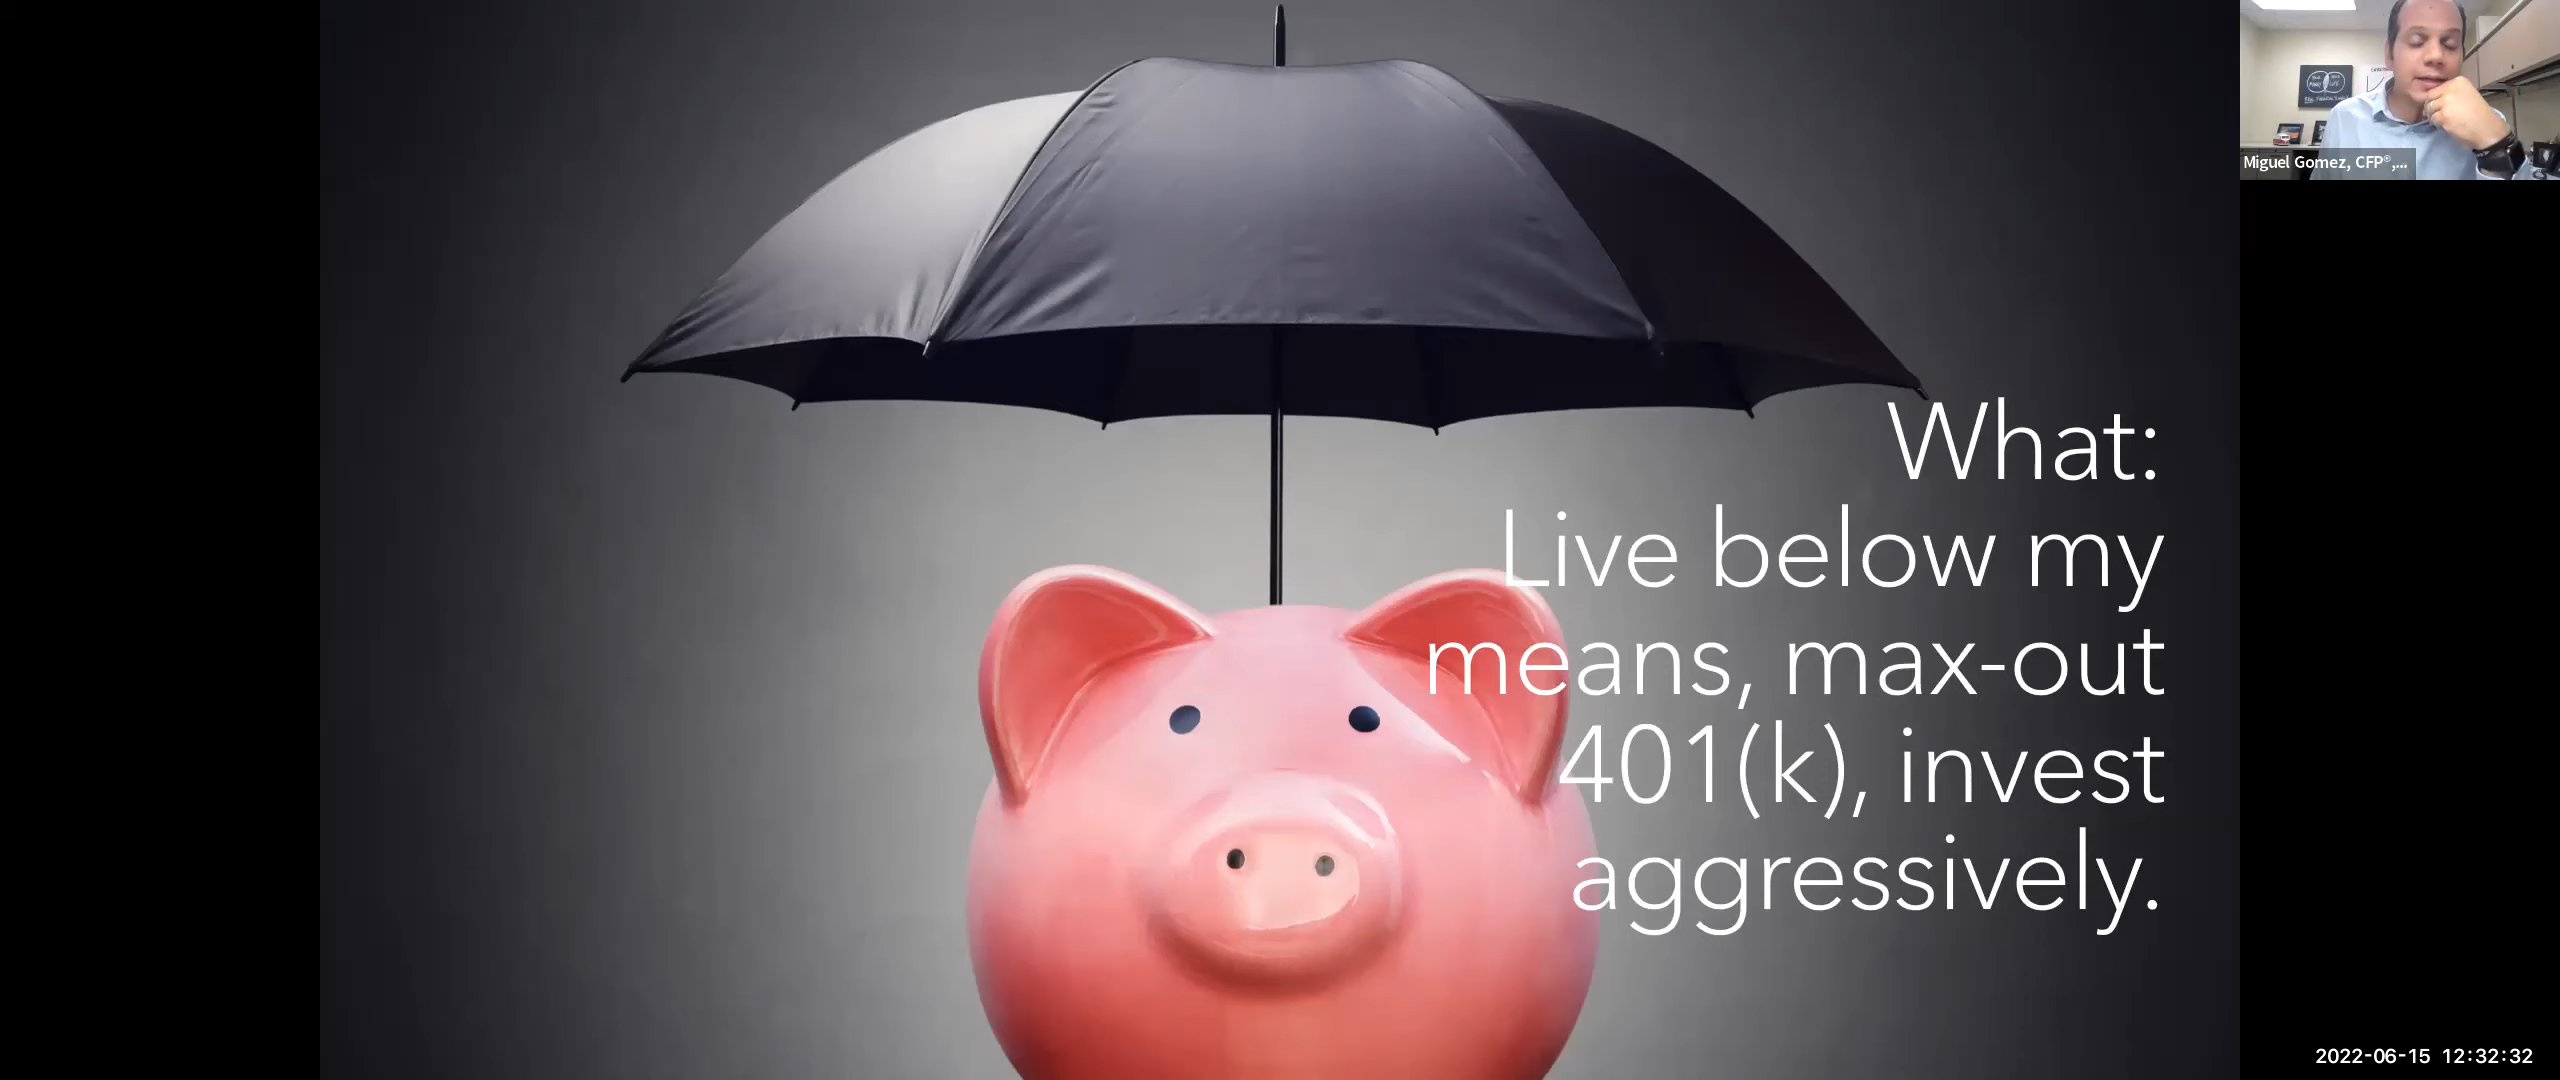 What:
Live below my
means, max-out
401(k), invest
aggressively.
Miguel Gomez, CFP®,...
2022-06-15 12:32:32